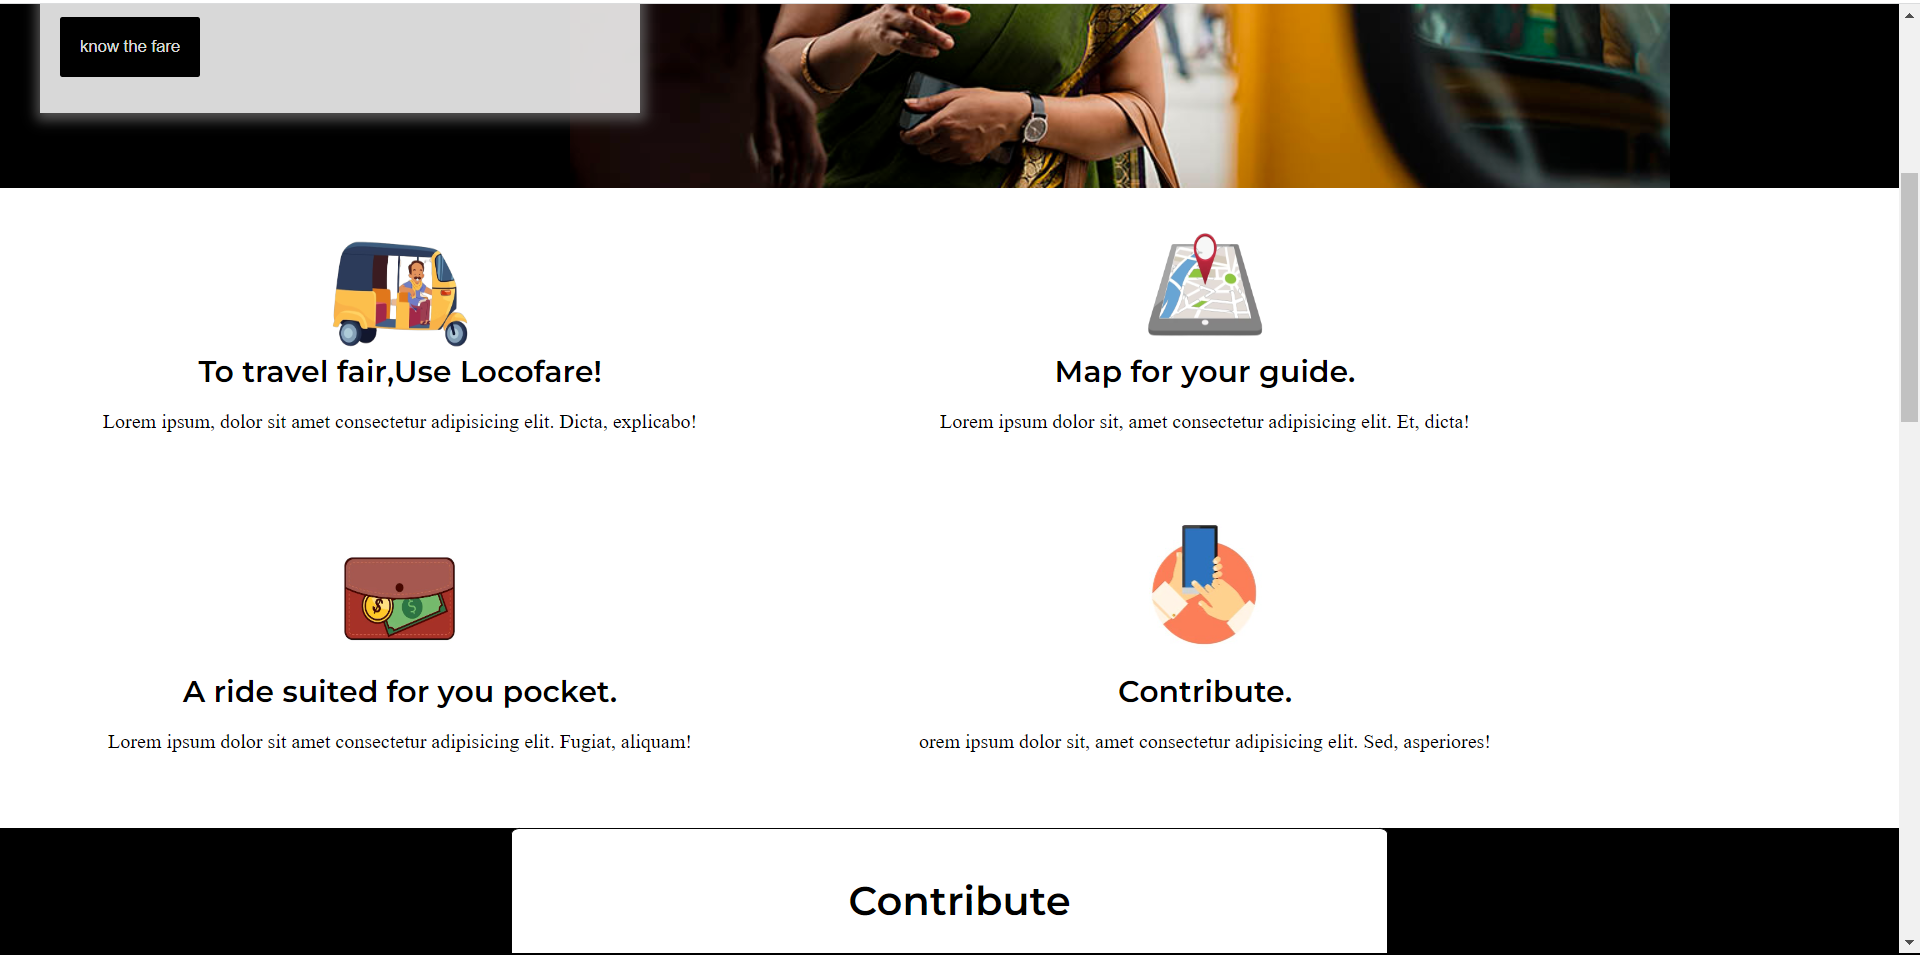 know the fare
To travel fair,Use Locofare!
Lorem ipsum, dolor sit amet consectetur adipisicing elit. Dicta, explicabo!
Map for your guide.
Lorem ipsum dolor sit, amet consectetur adipisicing elit. Et, dicta!
A ride suited for you pocket.
Lorem ipsum dolor sit amet consectetur adipisicing elit. Fugiat, aliquam!
Contribute.
orem ipsum dolor sit, amet consectetur adipisicing elit. Sed, asperiores!
Contribute